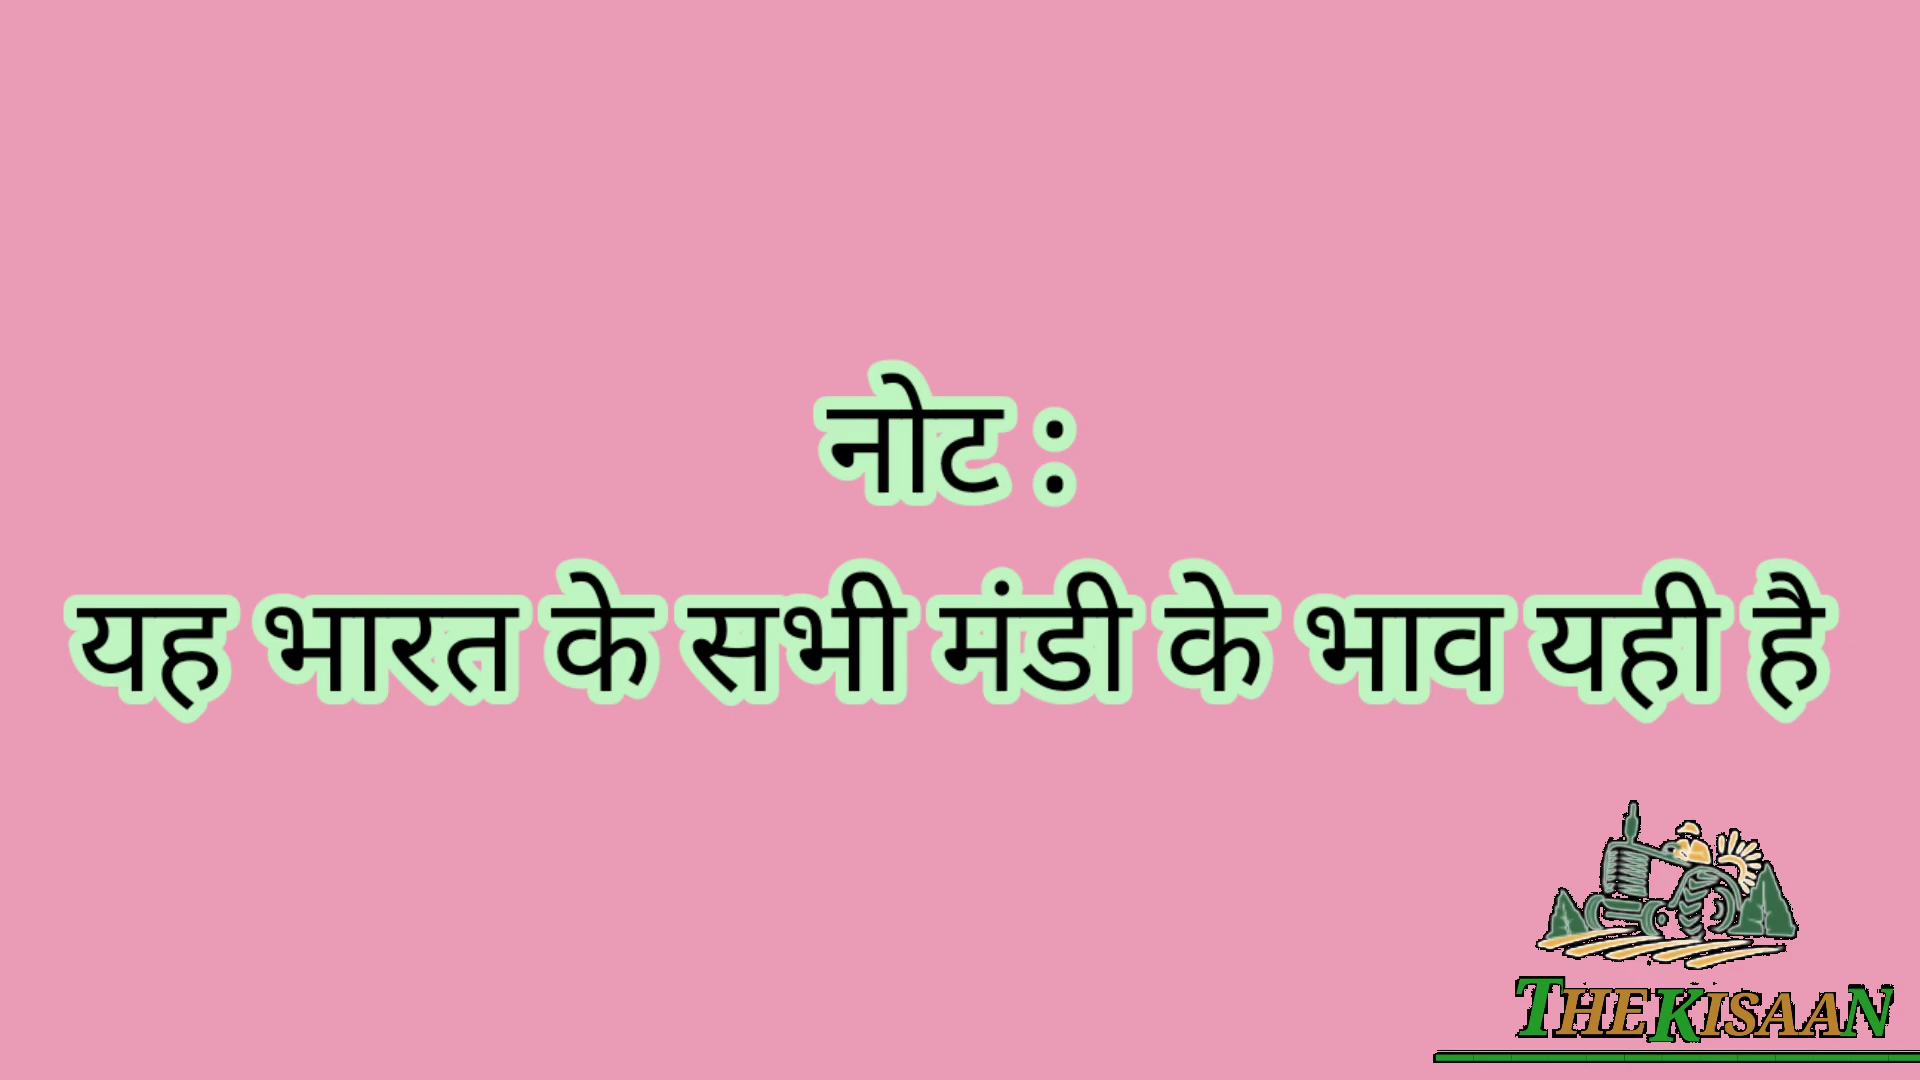 नोट :
यह भारत के सभी मंडी के भाव यही है
THEKISAAN